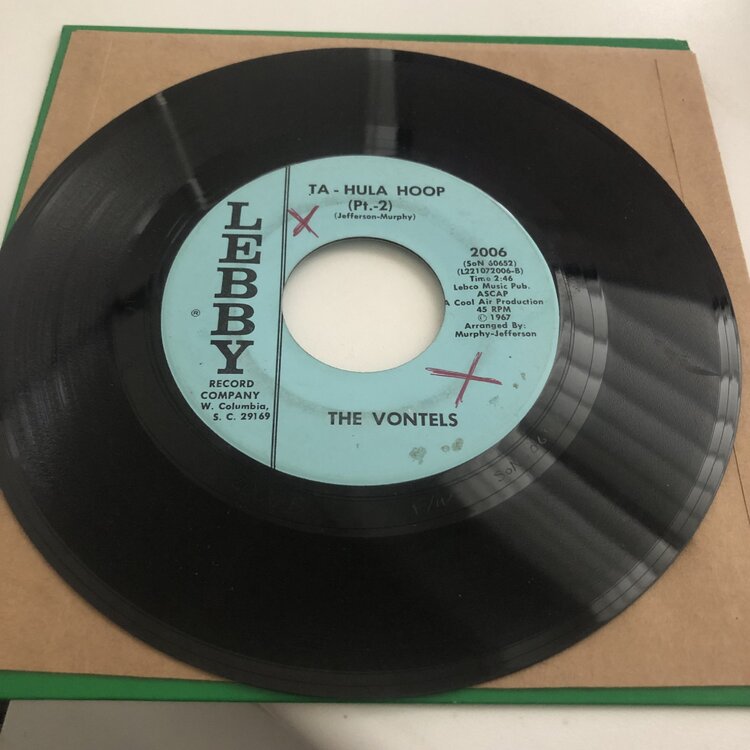 TA - HULA HOOP
(Pt.-2)
(Jefferson-Murphy)
LEBBY
®
RECORD
COMPANY
W. Columbia,
S. C. 29169
2006
(SoN 60652)
(L221072006-B)
Time 2:46
Lebco Music Pub.
ASCAP
A Cool Air Production
45 RPM
© 1967
Arranged By:
Murphy-Jefferson
THE VONTELS